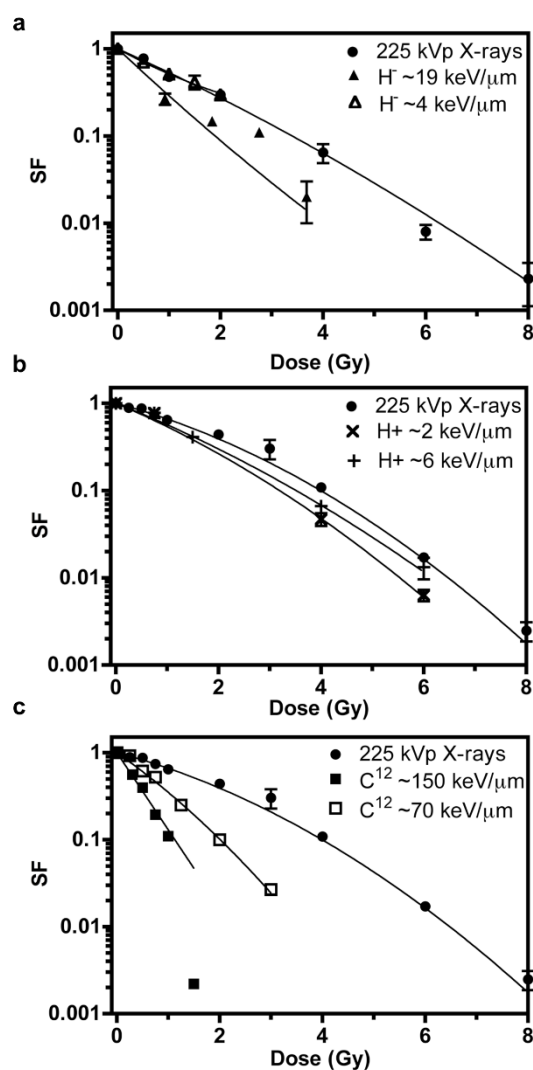 a
225 kVp X-rays
H⁻ ~19 keV/μm
H⁻ ~4 keV/μm
1
0.1
0.01
0.001
SF
0 2 4 6 8
Dose (Gy)
b
225 kVp X-rays
H+ ~2 keV/μm
H+ ~6 keV/μm
1
0.1
0.01
0.001
SF
0 2 4 6 8
Dose (Gy)
c
225 kVp X-rays
C¹² ~150 keV/μm
C¹² ~70 keV/μm
1
0.1
0.01
0.001
SF
0 2 4 6 8
Dose (Gy)